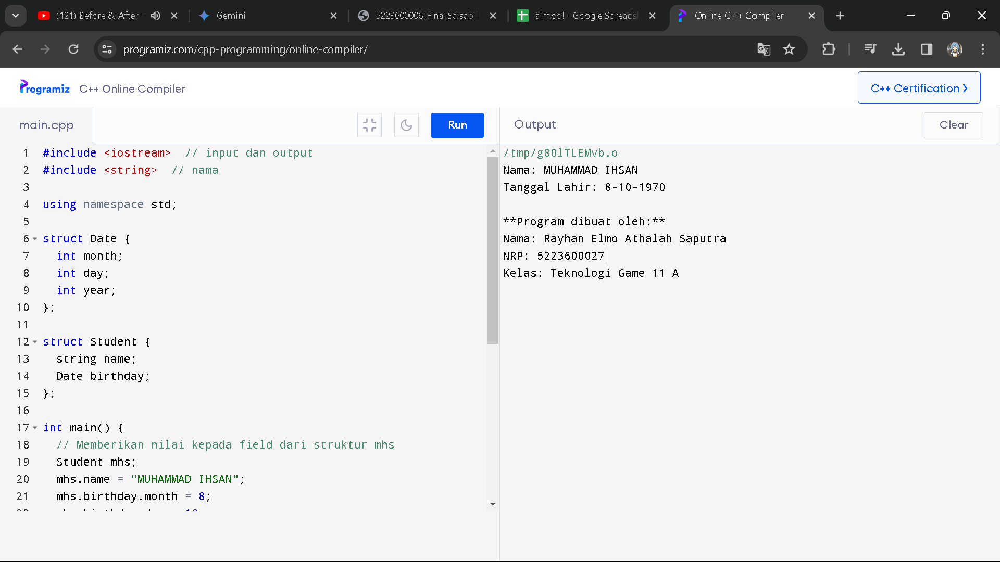 (121) Before & After -
Gemini
5223600006_Fina_Salsabil
aimoo! - Google Spreads
Online C++ Compiler
programiz.com/cpp-programming/online-compiler/
Programiz
C++ Online Compiler
C++ Certification
main.cpp
Run
Output
Clear
1 #include <iostream>  // input dan output
2 #include <string>  // nama
3
4 using namespace std;
5
6 struct Date {
7   int month;
8   int day;
9   int year;
10 };
11
12 struct Student {
13   string name;
14   Date birthday;
15 };
16
17 int main() {
18   // Memberikan nilai kepada field dari struktur mhs
19   Student mhs;
20   mhs.name = "MUHAMMAD IHSAN";
21   mhs.birthday.month = 8;
/tmp/g80lTLEMvb.o
Nama: MUHAMMAD IHSAN
Tanggal Lahir: 8-10-1970
**Program dibuat oleh:**
Nama: Rayhan Elmo Athalah Saputra
NRP: 5223600027
Kelas: Teknologi Game 11 A